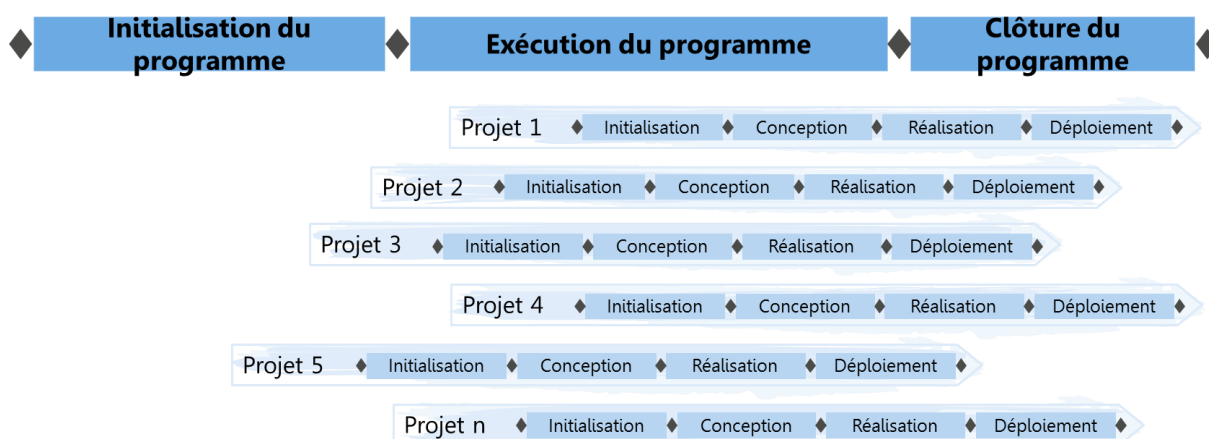 Initialisation du
programme
Exécution du programme
Clôture du
programme
Projet 1 Initialisation Conception Réalisation Déploiement
Projet 2 Initialisation Conception Réalisation Déploiement
Projet 3 Initialisation Conception Réalisation Déploiement
Projet 4 Initialisation Conception Réalisation Déploiement
Projet 5 Initialisation Conception Réalisation Déploiement
Projet n Initialisation Conception Réalisation Déploiement